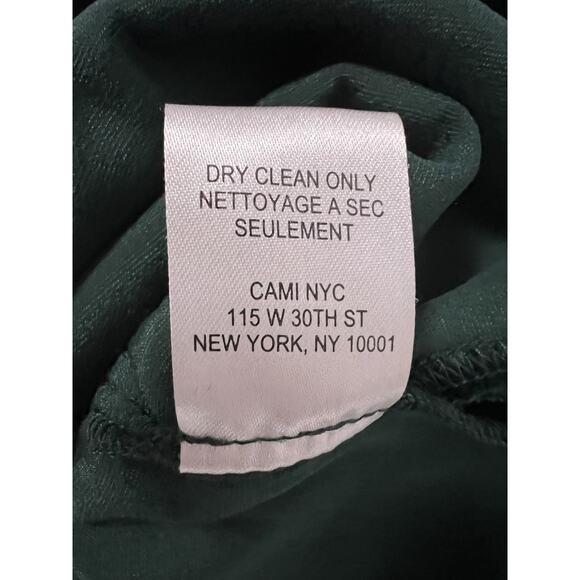 DRY CLEAN ONLY
NETTOYAGE A SEC
SEULEMENT
CAMI NYC
115 W 30TH ST
NEW YORK, NY 10001